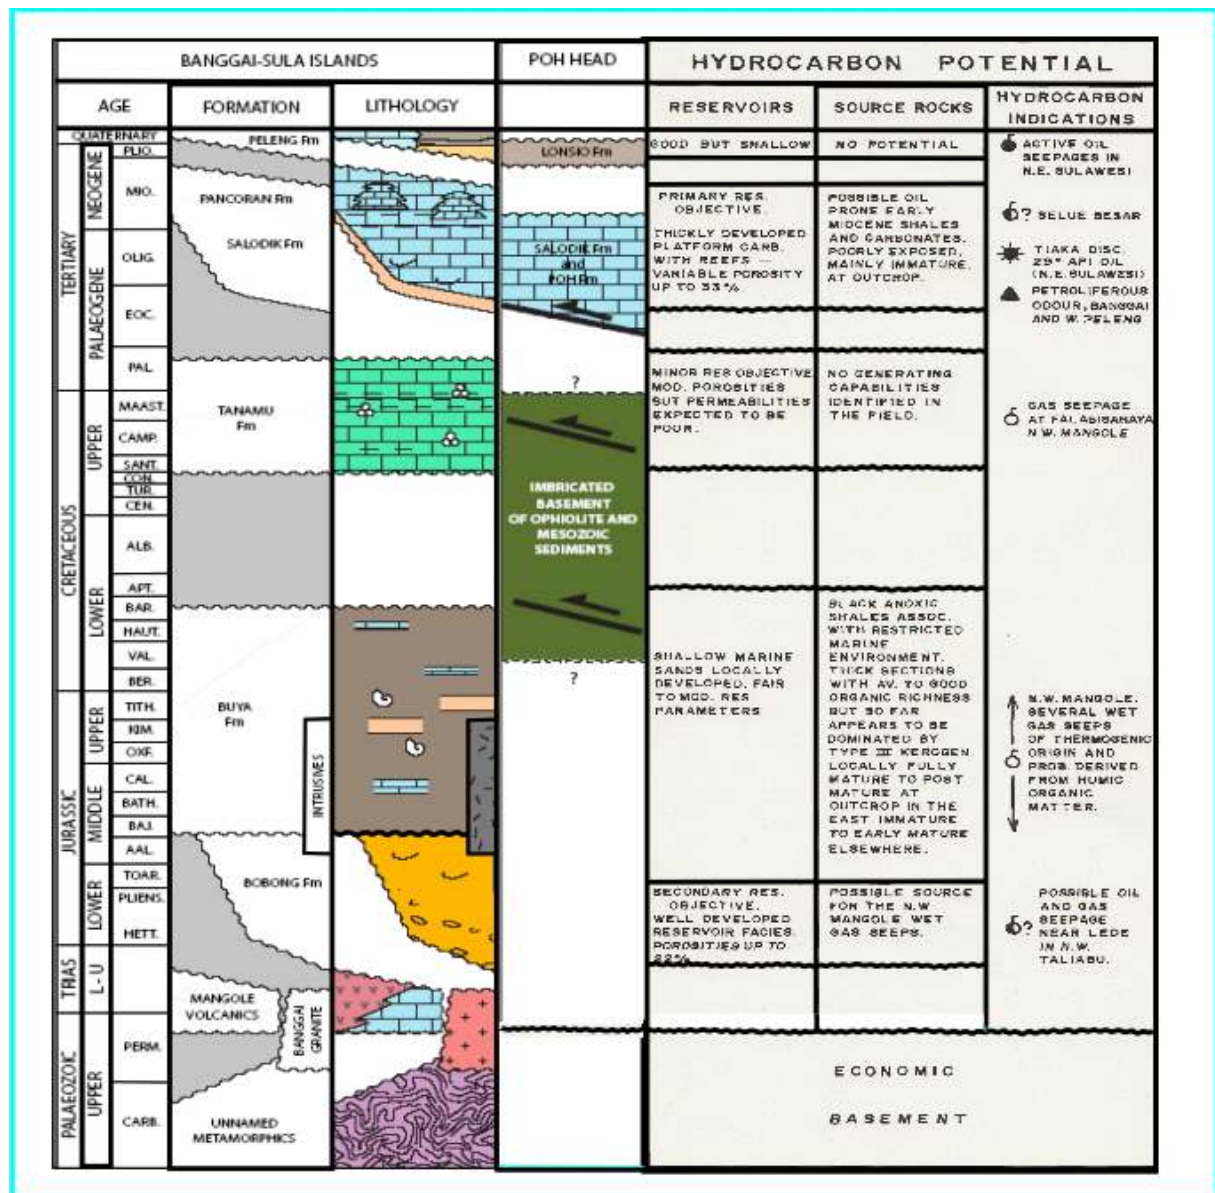 BANGGAI-SULA ISLANDS
POH HEAD
HYDROCARBON POTENTIAL
AGE
FORMATION
LITHOLOGY
RESERVOIRS
SOURCE ROCKS
HYDROCARBON
INDICATIONS
QUATERNARY
TERTIARY
NEOGENE
PALAEOGENE
PLIO.
MIO.
OLIG.
EOC.
PAL.
CRETACEOUS
UPPER
LOWER
MAAST.
CAMP.
SANT.
CON.
TUR.
CEN.
ALB.
APT.
BAR.
HAUT.
VAL.
BER.
JURASSIC
UPPER
MIDDLE
LOWER
TITH.
KIM.
OXF.
CAL.
BATH.
BAJ.
AAL.
TOAR.
PLIENS.
HETT.
TRIAS
L - U
PALAEOZOIC
UPPER
PERM.
CARB.
PELENG Fm
PANCORAN Fm
SALODIK Fm
TANAMU
Fm
BUYA
Fm
INTRUSIVES
BOBONG Fm
MANGOLE
VOLCANICS
BANGGAI
GRANITE
UNNAMED
METAMORPHICS
LONSIO Fm
SALODIK Fm
and
POH Fm
?
IMBRICATED
BASEMENT
OF OPHIOLITE AND
MESOZOIC
SEDIMENTS
?
GOOD BUT SHALLOW
PRIMARY RES.
OBJECTIVE.
THICKLY DEVELOPED
PLATFORM CARB.
WITH REEFS —
VARIABLE POROSITY
UP TO 33%
MINOR RES OBJECTIVE
MOD. POROSITIES
BUT PERMEABILITIES
EXPECTED TO BE
POOR.
SHALLOW MARINE
SANDS LOCALLY
DEVELOPED. FAIR
TO MOD. RES
PARAMETERS
SECONDARY RES.
OBJECTIVE.
WELL DEVELOPED
RESERVOIR FACIES.
POROSITIES UP TO
22%
NO POTENTIAL
POSSIBLE OIL
PRONE EARLY
MIOCENE SHALES
AND CARBONATES.
POORLY EXPOSED,
MAINLY IMMATURE,
AT OUTCROP.
NO GENERATING
CAPABILITIES
IDENTIFIED IN
THE FIELD.
BLACK ANOXIC
SHALES ASSOC.
WITH RESTRICTED
MARINE
ENVIRONMENT.
THICK SECTIONS
WITH AV. TO GOOD
ORGANIC RICHNESS
BUT SO FAR
APPEARS TO BE
DOMINATED BY
TYPE III KEROGEN
LOCALLY FULLY
MATURE TO POST
MATURE AT
OUTCROP IN THE
EAST IMMATURE
TO EARLY MATURE
ELSEWHERE.
POSSIBLE SOURCE
FOR THE N.W
MANGOLE WET
GAS SEEPS.
ACTIVE OIL
SEEPAGES IN
N.E. SULAWESI
? SELUE BESAR
TIAKA DISC.
29° API OIL
(N.E. SULAWESI)
PETROLIFEROUS
ODOUR, BANGGAI
AND W. PELENG
GAS SEEPAGE
AT FALABISAHAYA
N.W. MANGOLE
N.W. MANGOLE.
SEVERAL WET
GAS SEEPS
OF THERMOGENIC
ORIGIN AND
PROB. DERIVED
FROM HUMIC
ORGANIC
MATTER.
POSSIBLE OIL
AND GAS
SEEPAGE
? NEAR LEDE
IN N.W.
TALIABU.
ECONOMIC
BASEMENT